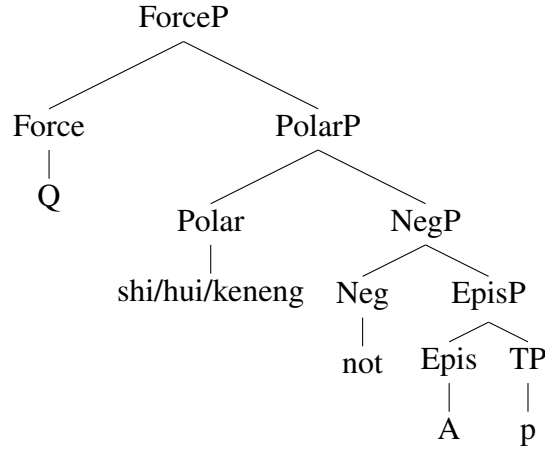 ForceP
Force PolarP
Q
Polar NegP
shi/hui/keneng Neg EpisP
not Epis TP
A p